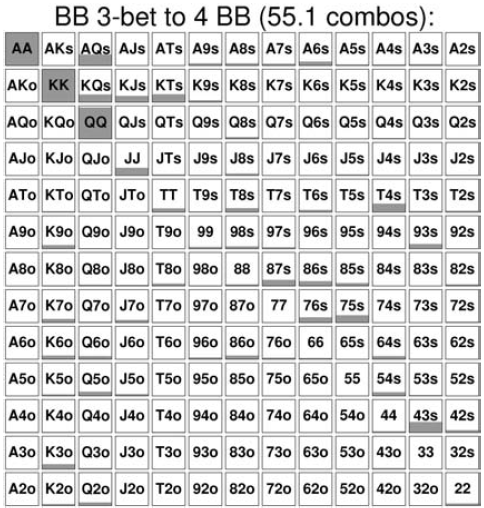 BB 3-bet to 4 BB (55.1 combos):
AA AKs AQs AJs ATs A9s A8s A7s A6s A5s A4s A3s A2s
AKo KK KQs KJs KTs K9s K8s K7s K6s K5s K4s K3s K2s
AQo KQo QQ QJs QTs Q9s Q8s Q7s Q6s Q5s Q4s Q3s Q2s
AJo KJo QJo JJ JTs J9s J8s J7s J6s J5s J4s J3s J2s
ATo KTo QTo JTo TT T9s T8s T7s T6s T5s T4s T3s T2s
A9o K9o Q9o J9o T9o 99 98s 97s 96s 95s 94s 93s 92s
A8o K8o Q8o J8o T8o 98o 88 87s 86s 85s 84s 83s 82s
A7o K7o Q7o J7o T7o 97o 87o 77 76s 75s 74s 73s 72s
A6o K6o Q6o J6o T6o 96o 86o 76o 66 65s 64s 63s 62s
A5o K5o Q5o J5o T5o 95o 85o 75o 65o 55 54s 53s 52s
A4o K4o Q4o J4o T4o 94o 84o 74o 64o 54o 44 43s 42s
A3o K3o Q3o J3o T3o 93o 83o 73o 63o 53o 43o 33 32s
A2o K2o Q2o J2o T2o 92o 82o 72o 62o 52o 42o 32o 22